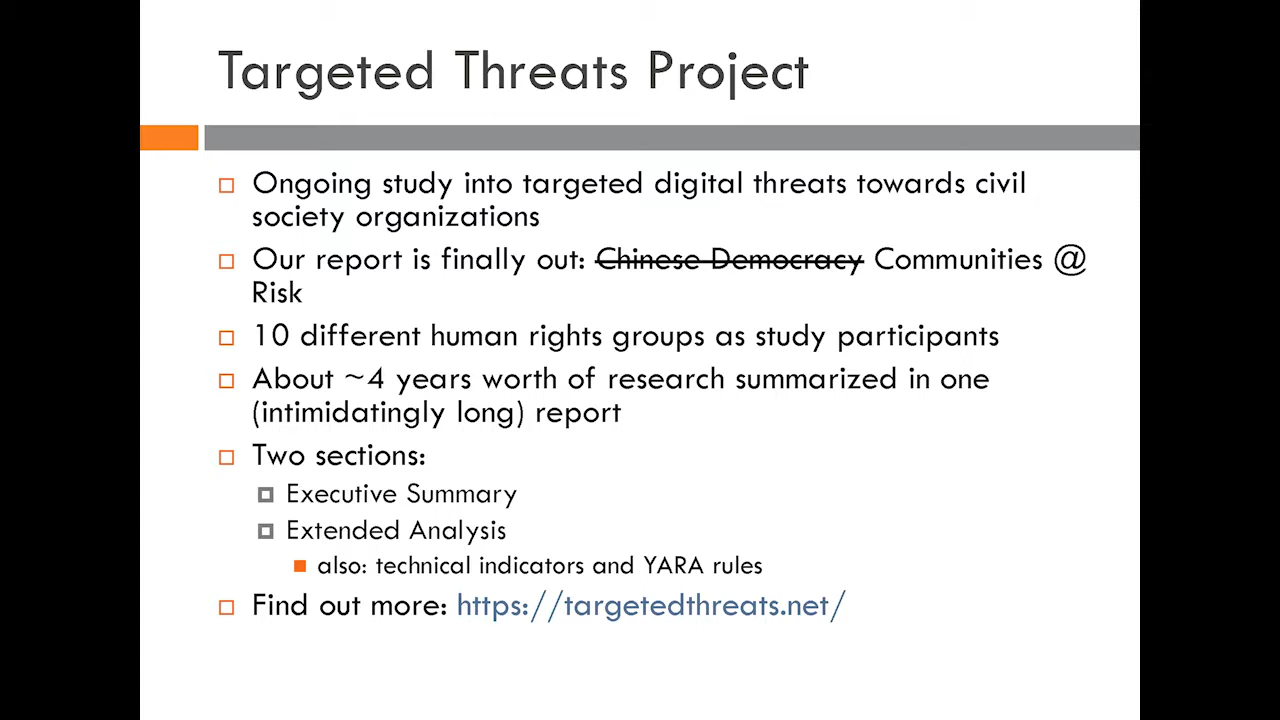 Targeted Threats Project
Ongoing study into targeted digital threats towards civil
society organizations
Our report is finally out: Chinese Democracy Communities @
Risk
10 different human rights groups as study participants
About ~4 years worth of research summarized in one
(intimidatingly long) report
Two sections:
Executive Summary
Extended Analysis
also: technical indicators and YARA rules
Find out more: https://targetedthreats.net/